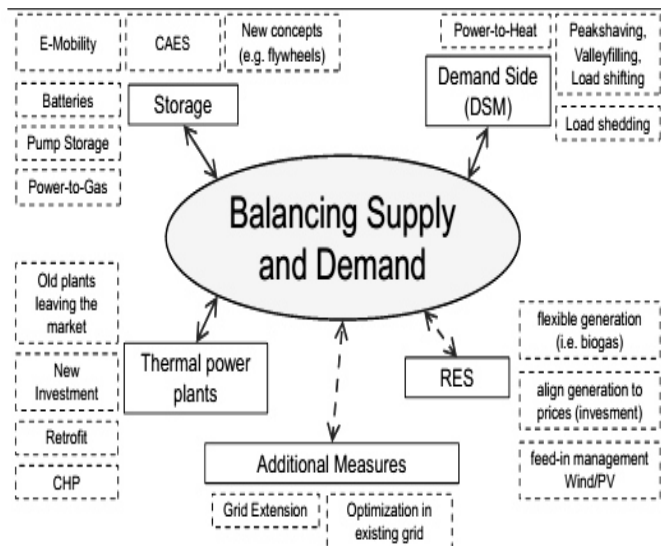 E-Mobility
CAES
New concepts
(e.g. flywheels)
Batteries
Storage
Pump Storage
Power-to-Gas
Power-to-Heat
Peakshaving,
Valleyfilling,
Load shifting
Demand Side
(DSM)
Load shedding
Balancing Supply
and Demand
Old plants
leaving the
market
New
Investment
Retrofit
CHP
Thermal power
plants
Additional Measures
Grid Extension
Optimization in
existing grid
RES
flexible generation
(i.e. biogas)
align generation to
prices (invesment)
feed-in management
Wind/PV